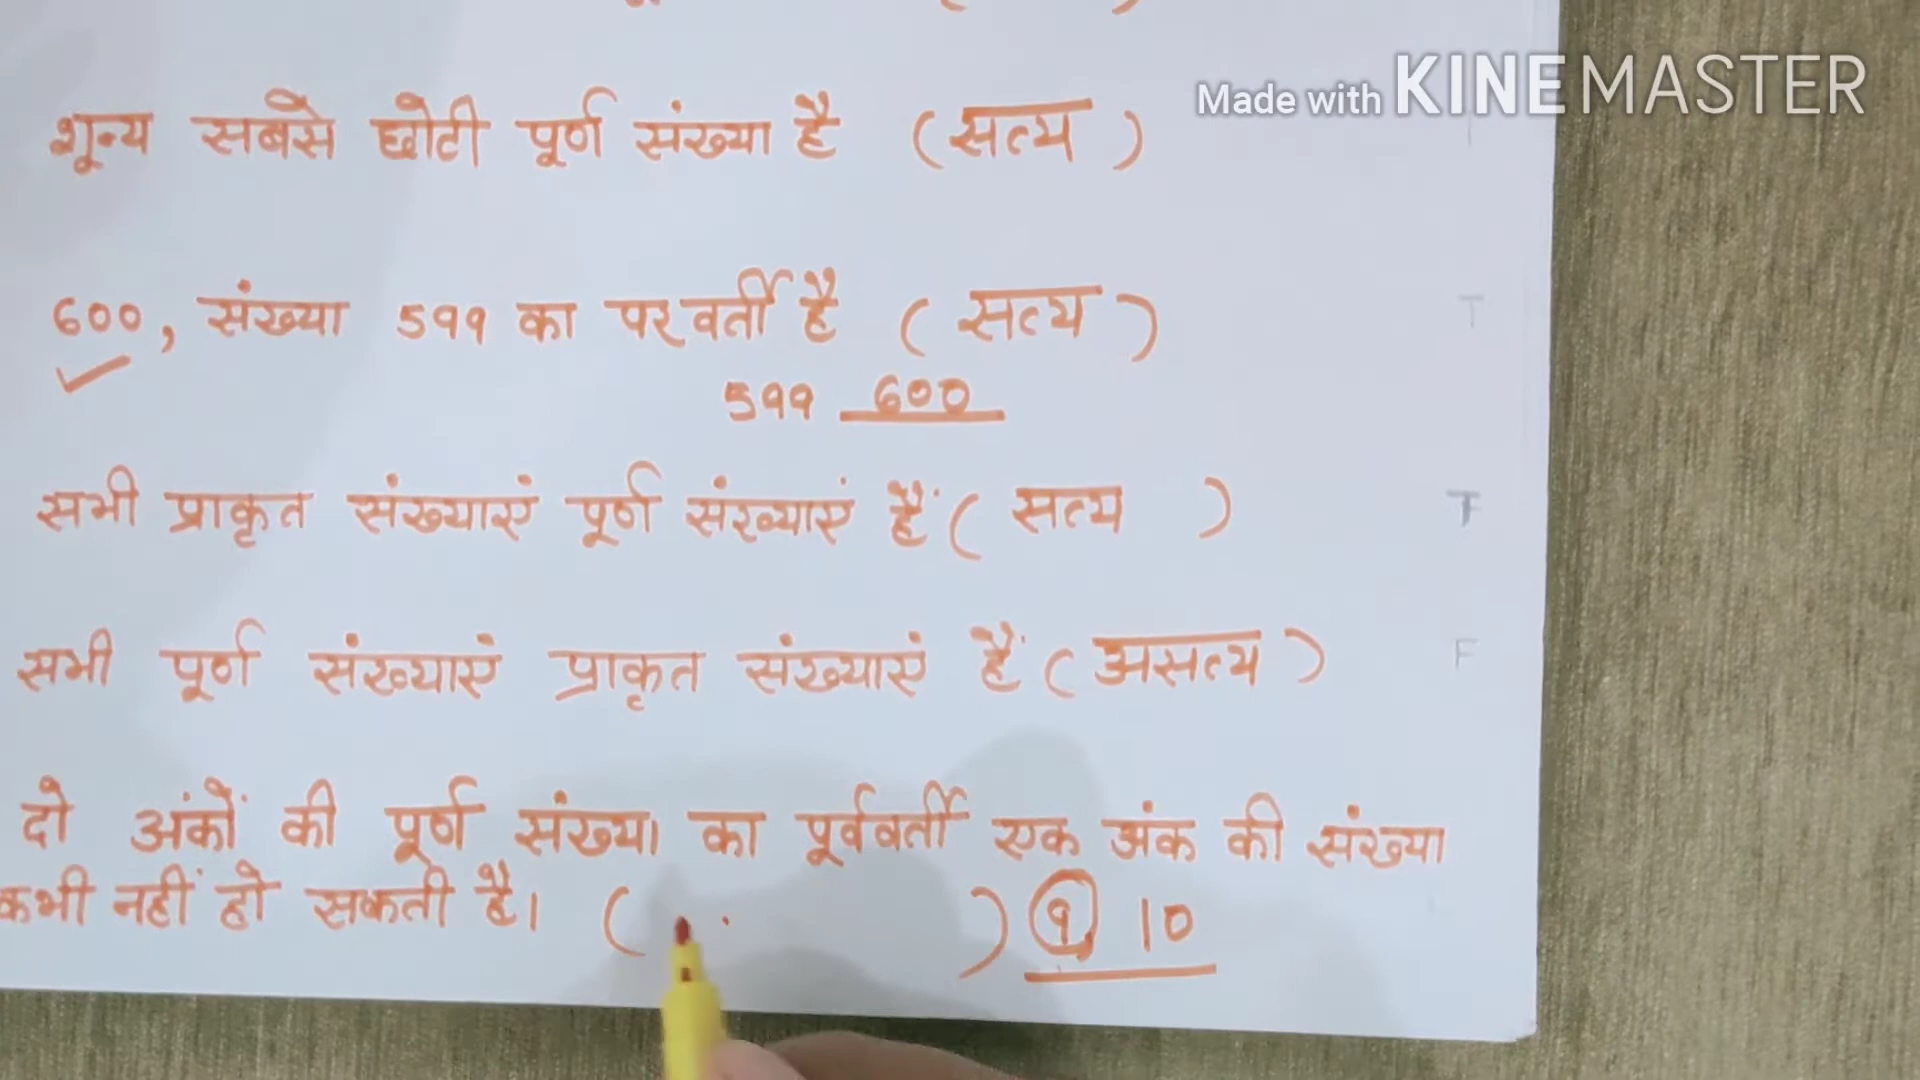 Made with KINEMASTER
शून्य सबसे छोटी पूर्ण संख्या है (सत्य)
600, संख्या 599 का परवर्ती है (सत्य) T
599 600
सभी प्राकृत संख्याएं पूर्ण संख्याएं हैं (सत्य)
सभी पूर्ण संख्याएं प्राकृत संख्याएं हैं (असत्य) F
दो अंकों की पूर्ण संख्या का पूर्ववर्ती एक अंक की संख्या
कभी नहीं हो सकती है। ( ) 9, 10